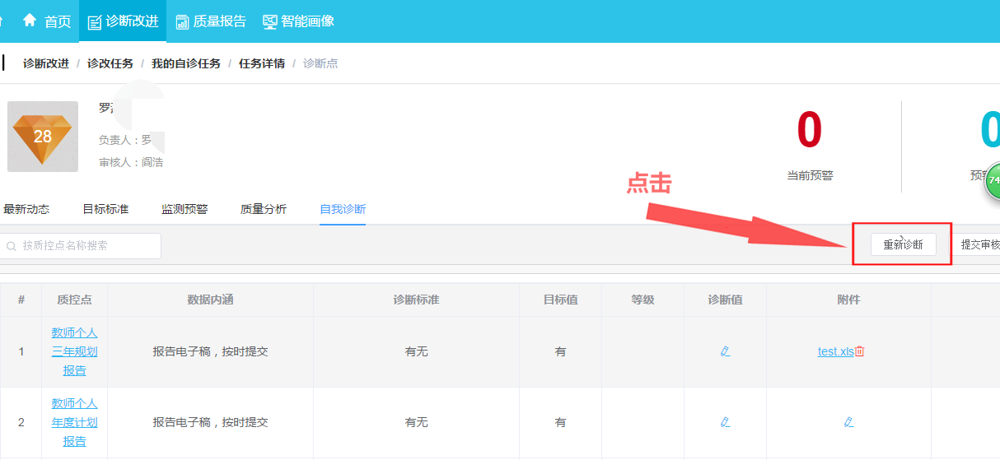 首页 诊断改进 质量报告 智能画像
诊断改进 / 诊改任务 / 我的自诊任务 / 任务详情 / 诊断点
28
罗
负责人：罗
审核人：阎浩
0
当前预警
0
预
74
点击
最新动态 目标标准 监测预警 质量分析 自我诊断
按质控点名称搜索
重新诊断 提交审核
# 质控点 数据内涵 诊断标准 目标值 等级 诊断值 附件
1 教师个人三年规划报告 报告电子稿，按时提交 有无 有 test.xls
2 教师个人年度计划报告 报告电子稿，按时提交 有无 有